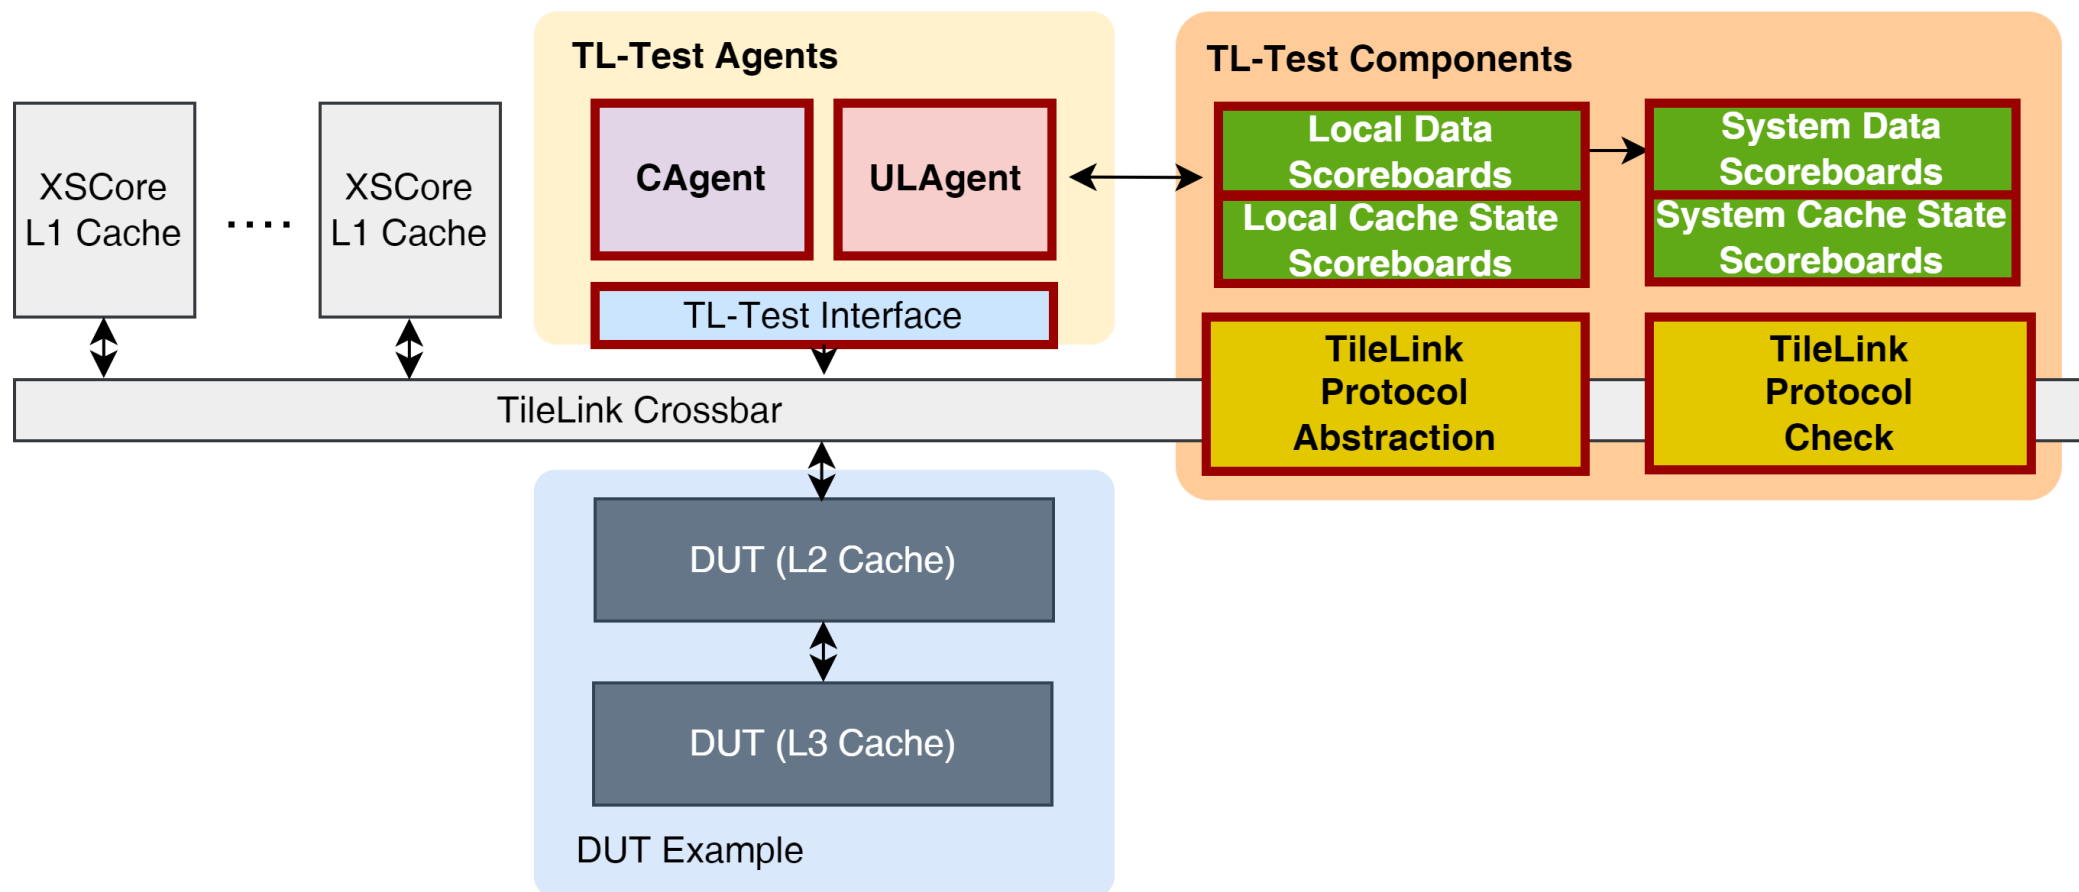 TL-Test Agents
TL-Test Components
XSCore
L1 Cache
....
XSCore
L1 Cache
CAgent
ULAgent
Local Data
Scoreboards
System Data
Scoreboards
Local Cache State
Scoreboards
System Cache State
Scoreboards
TL-Test Interface
TileLink Crossbar
TileLink
Protocol
Abstraction
TileLink
Protocol
Check
DUT (L2 Cache)
DUT (L3 Cache)
DUT Example